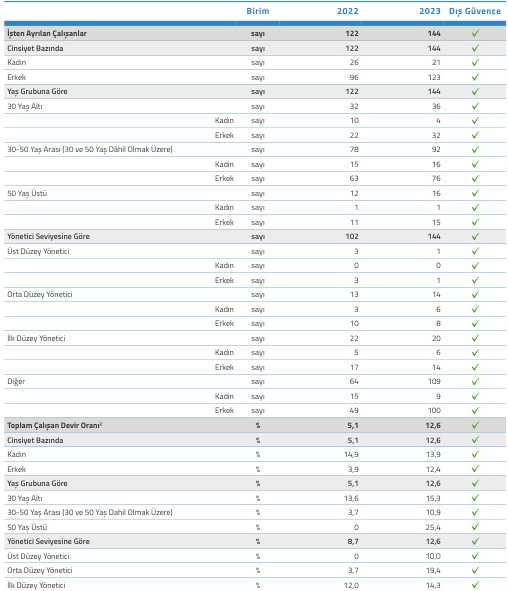 Birim 2022 2023 Dış Güvence
İşten Ayrılan Çalışanlar sayı 122 144 ✓
Cinsiyet Bazında sayı 122 144 ✓
Kadın sayı 26 21 ✓
Erkek sayı 96 123 ✓
Yaş Grubuna Göre sayı 122 144 ✓
30 Yaş Altı sayı 32 36 ✓
Kadın sayı 10 4 ✓
Erkek sayı 22 32 ✓
30-50 Yaş Arası (30 ve 50 Yaş Dâhil Olmak Üzere) sayı 78 92 ✓
Kadın sayı 15 16 ✓
Erkek sayı 63 76 ✓
50 Yaş Üstü sayı 12 16 ✓
Kadın sayı 1 1 ✓
Erkek sayı 11 15 ✓
Yönetici Seviyesine Göre sayı 102 144 ✓
Üst Düzey Yönetici sayı 3 1 ✓
Kadın sayı 0 0 ✓
Erkek sayı 3 1 ✓
Orta Düzey Yönetici sayı 13 14 ✓
Kadın sayı 3 6 ✓
Erkek sayı 10 8 ✓
İlk Düzey Yönetici sayı 22 20 ✓
Kadın sayı 5 6 ✓
Erkek sayı 17 14 ✓
Diğer sayı 64 109 ✓
Kadın sayı 15 9 ✓
Erkek sayı 49 100 ✓
Toplam Çalışan Devir Oranı² % 5,1 12,6 ✓
Cinsiyet Bazında % 5,1 12,6 ✓
Kadın % 14,9 13,9 ✓
Erkek % 3,9 12,4 ✓
Yaş Grubuna Göre % 5,1 12,6 ✓
30 Yaş Altı % 13,6 15,3 ✓
30-50 Yaş Arası (30 ve 50 Yaş Dahil Olmak Üzere) % 3,7 10,9 ✓
50 Yaş Üstü % 0 25,4 ✓
Yönetici Seviyesine Göre % 8,7 12,6 ✓
Üst Düzey Yönetici % 0 10,0 ✓
Orta Düzey Yönetici % 3,7 19,4 ✓
İlk Düzey Yönetici % 12,0 14,3 ✓